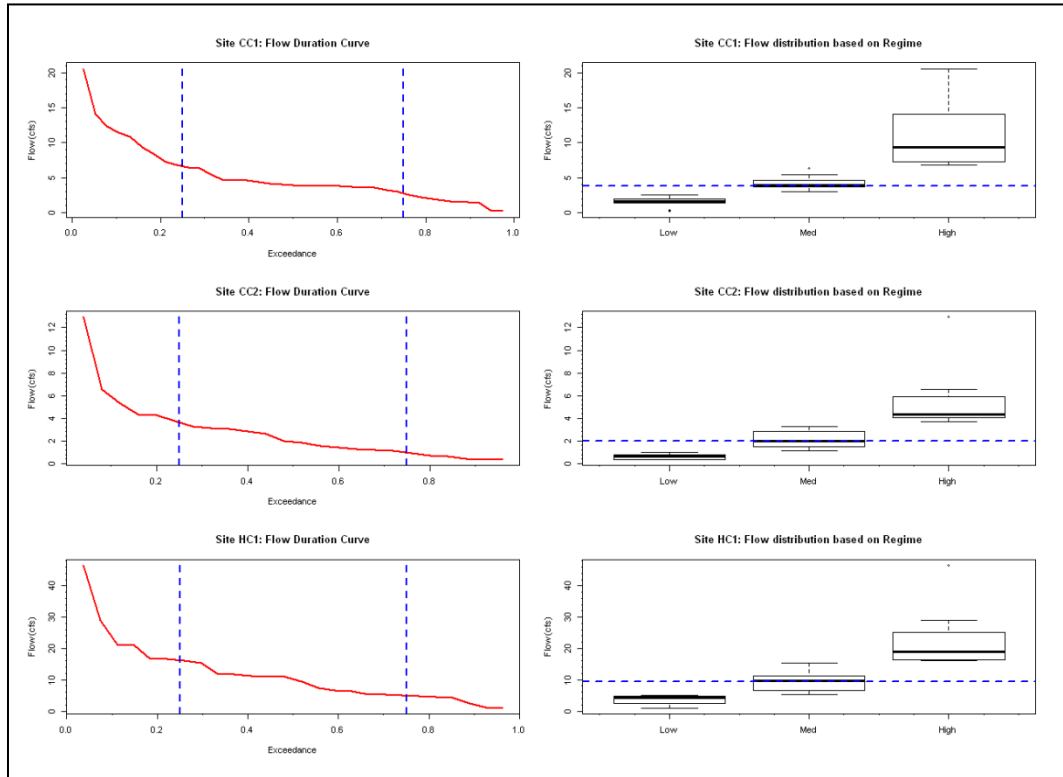 Site CC1: Flow Duration Curve
Flow(cfs)
20
15
10
5
0
0.0 0.2 0.4 0.6 0.8 1.0
Exceedance
Site CC1: Flow distribution based on Regime
Flow(cfs)
20
15
10
5
0
Low Med High
Site CC2: Flow Duration Curve
Flow(cfs)
12
10
8
6
4
2
0
0.2 0.4 0.6 0.8
Exceedance
Site CC2: Flow distribution based on Regime
Flow(cfs)
12
10
8
6
4
2
0
Low Med High
Site HC1: Flow Duration Curve
Flow(cfs)
40
30
20
10
0
0.0 0.2 0.4 0.6 0.8 1.0
Exceedance
Site HC1: Flow distribution based on Regime
Flow(cfs)
40
30
20
10
0
Low Med High